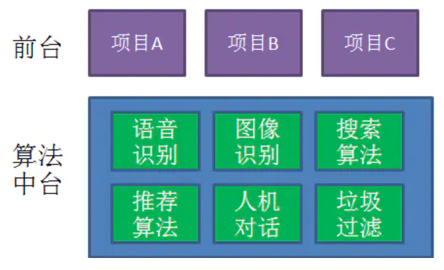 前台
项目A
项目B
项目C
算法
中台
语音
识别
图像
识别
搜索
算法
推荐
算法
人机
对话
垃圾
过滤